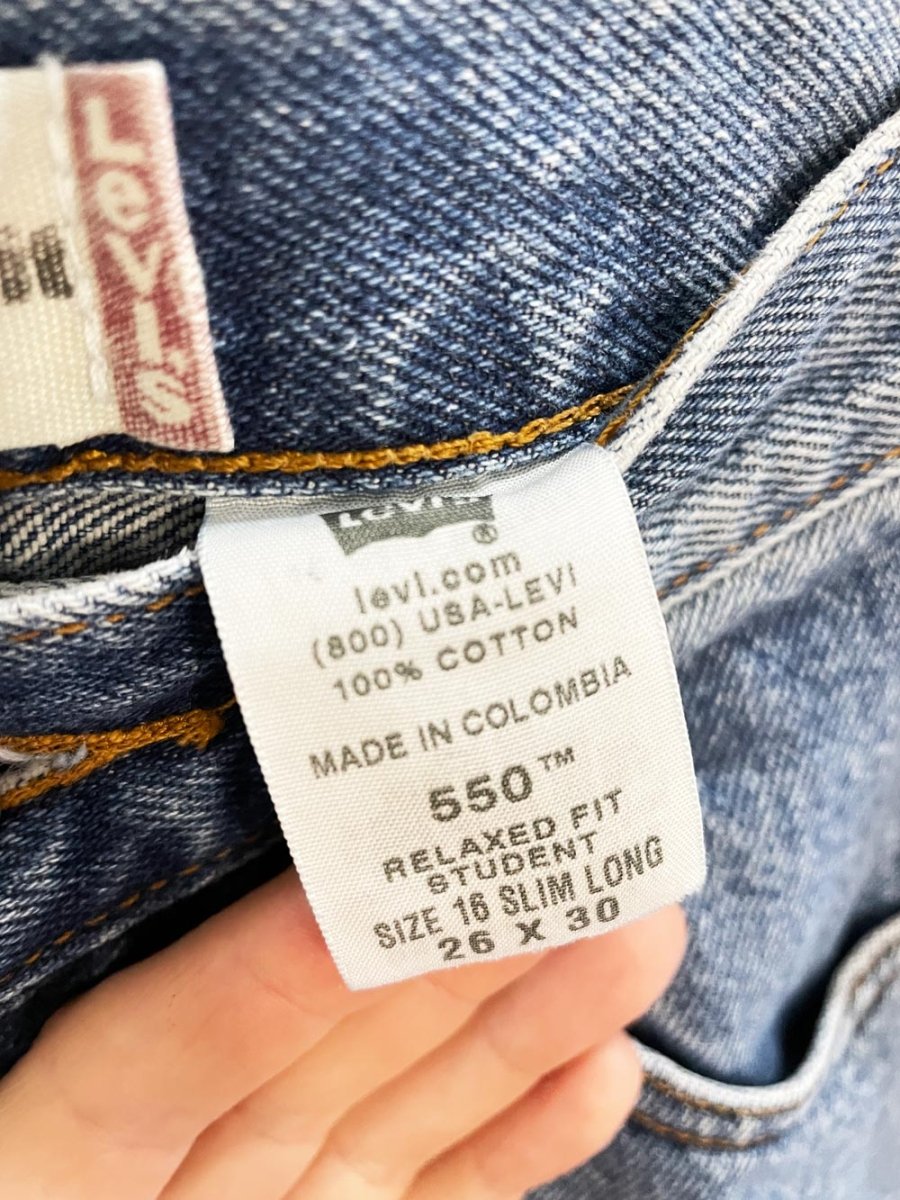 Levi's
LEVI'S
®
levi.com
(800) USA-LEVI
100% COTTON
MADE IN COLOMBIA
550™
RELAXED FIT
STUDENT
SIZE 16 SLIM LONG
26 X 30